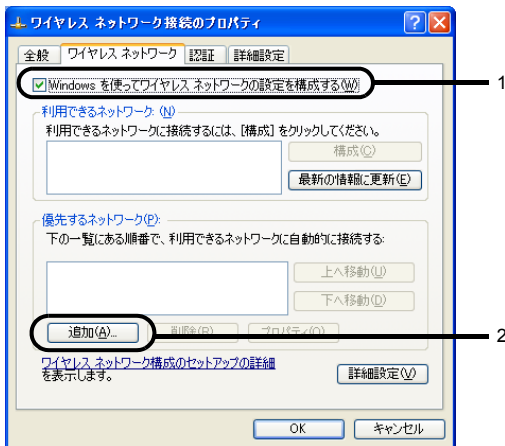 ワイヤレス ネットワーク接続のプロパティ
全般 ワイヤレス ネットワーク 認証 詳細設定
Windows を使ってワイヤレス ネットワークの設定を構成する(W)
1
利用できるネットワーク: (N)
利用できるネットワークに接続するには、[構成] をクリックしてください。
構成(C)
最新の情報に更新(E)
優先するネットワーク(P):
下の一覧にある順番で、利用できるネットワークに自動的に接続する:
上へ移動(U)
下へ移動(D)
追加(A)... 削除(R) プロパティ(O)
2
ワイヤレス ネットワーク構成のセットアップの詳細
を表示します。
詳細設定(V)
OK キャンセル